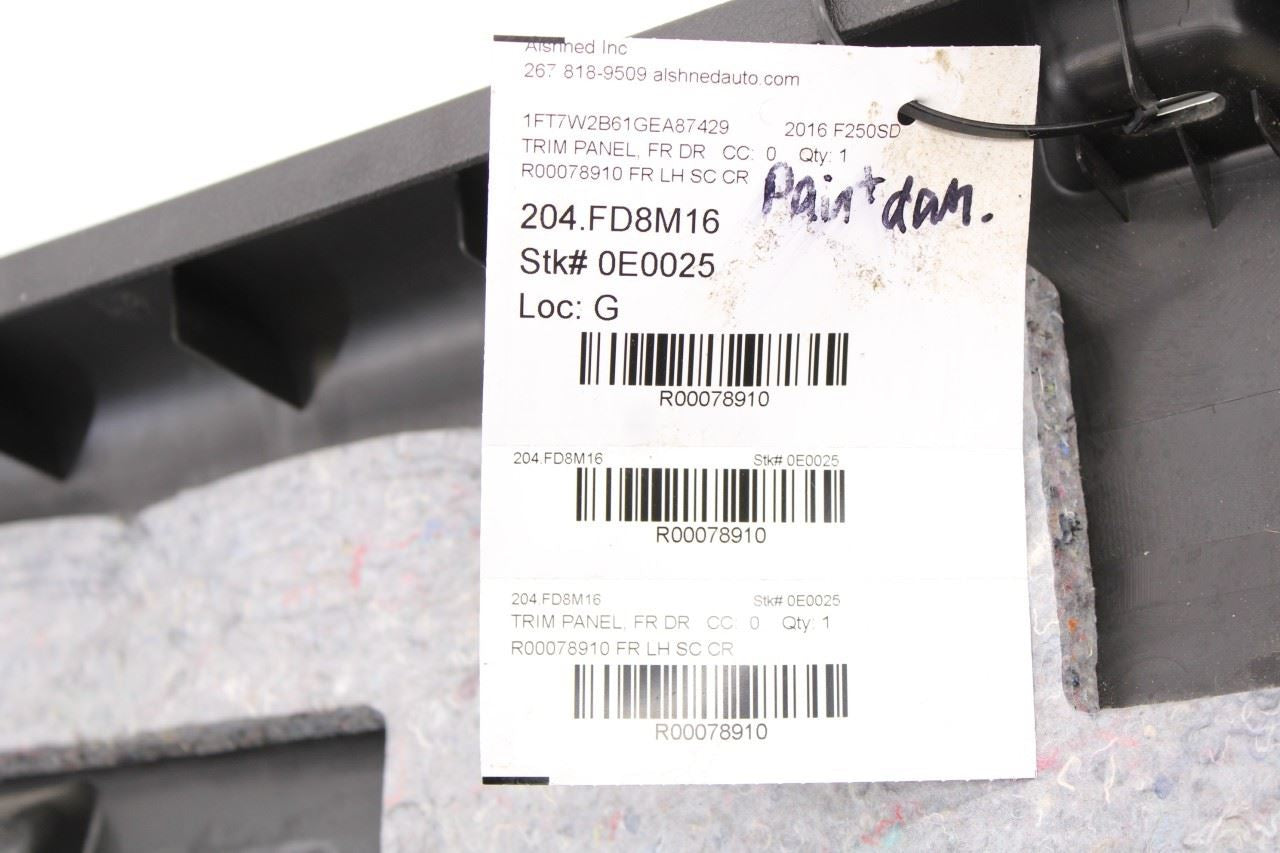 Alshned Inc
267 818-9509 alshnedauto.com
1FT7W2B61GEA87429 2016 F250SD
TRIM PANEL, FR DR CC: 0 Qty: 1
R00078910 FR LH SC CR
Paint dam.
204.FD8M16
Stk# 0E0025
Loc: G
R00078910
204.FD8M16 Stk# 0E0025
R00078910
204.FD8M16 Stk# 0E0025
TRIM PANEL, FR DR CC: 0 Qty: 1
R00078910 FR LH SC CR
R00078910